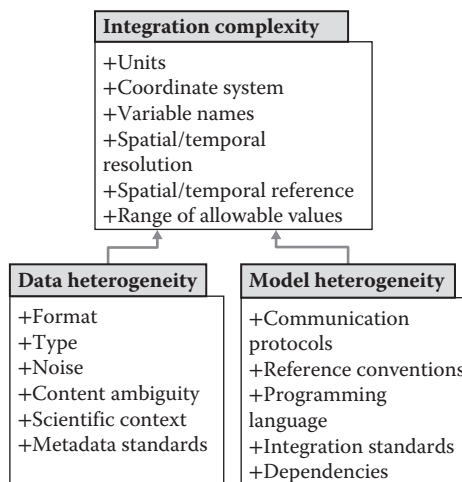 Integration complexity
+Units
+Coordinate system
+Variable names
+Spatial/temporal
resolution
+Spatial/temporal reference
+Range of allowable values
Data heterogeneity
+Format
+Type
+Noise
+Content ambiguity
+Scientific context
+Metadata standards
Model heterogeneity
+Communication
protocols
+Reference conventions
+Programming
language
+Integration standards
+Dependencies